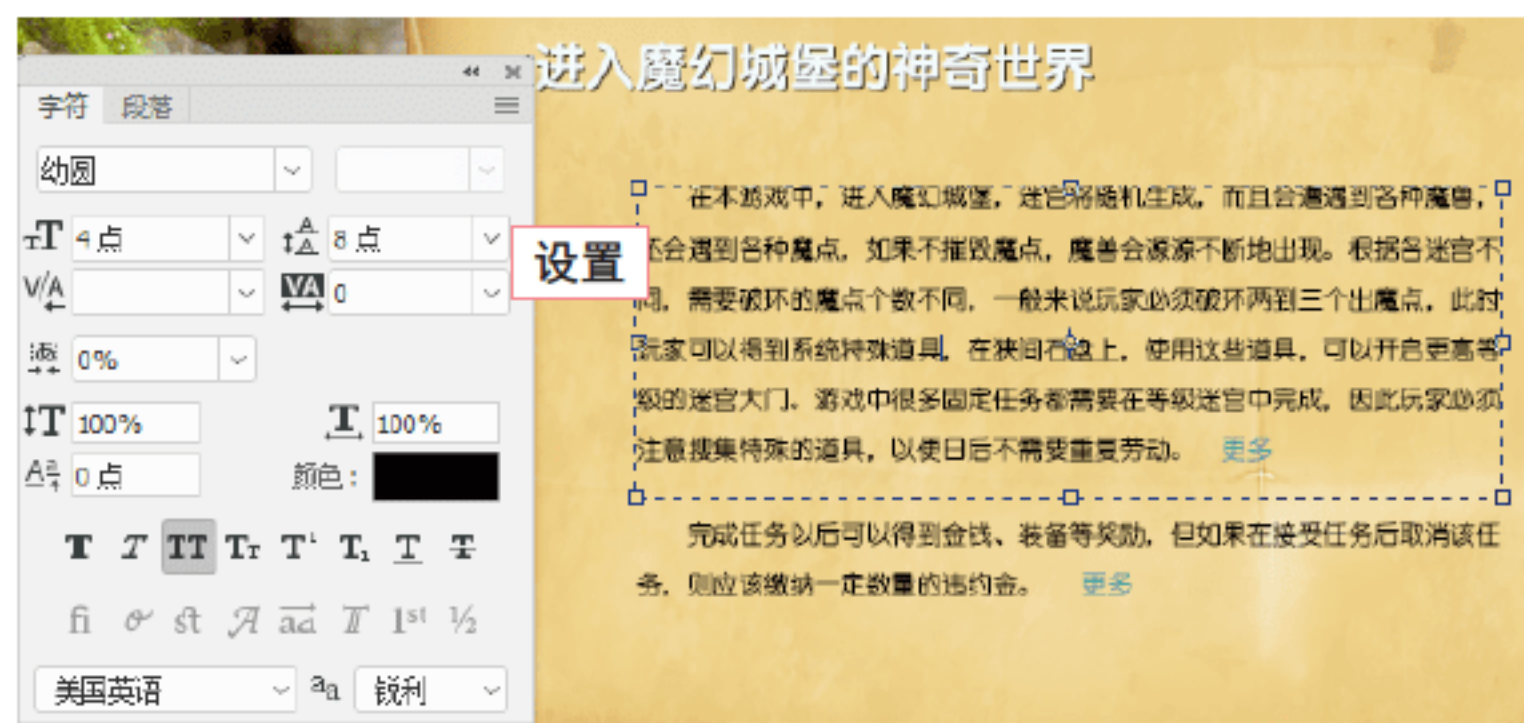 进入魔幻城堡的神奇世界
字符 段落
幼圆
4点 8点
设置
0
0%
100% 100%
0点 颜色：
T T TT Tт T¹ T₁ T T
fi st A ad T 1st ½
美国英语 aa 锐利
在本游戏中，进入魔幻城堡，迷宫将随机生成，而且会遭遇到各种魔兽，
还会遇到各种魔点，如果不摧毁魔点，魔兽会源源不断地出现。根据各迷宫不
同，需要破坏的魔点个数不同，一般来说玩家必须破坏两到三个出魔点，此时
玩家可以得到系统特殊道具，在狭间石盘上，使用这些道具，可以开启更高等
级的迷宫大门。游戏中很多固定任务都需要在等级迷宫中完成，因此玩家必须
注意搜集特殊的道具，以使日后不需要重复劳动。 更多
完成任务以后可以得到金钱、装备等奖励，但如果在接受任务后取消该任
务，则应该缴纳一定数量的违约金。 更多